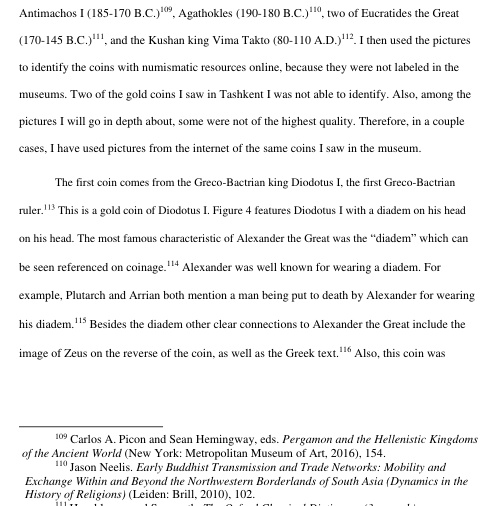 Antimachos I (185-170 B.C.)109, Agathokles (190-180 B.C.)110, two of Eucratides the Great
(170-145 B.C.)111, and the Kushan king Vima Takto (80-110 A.D.)112. I then used the pictures
to identify the coins with numismatic resources online, because they were not labeled in the
museums. Two of the gold coins I saw in Tashkent I was not able to identify. Also, among the
pictures I will go in depth about, some were not of the highest quality. Therefore, in a couple
cases, I have used pictures from the internet of the same coins I saw in the museum.
The first coin comes from the Greco-Bactrian king Diodotus I, the first Greco-Bactrian
ruler.113 This is a gold coin of Diodotus I. Figure 4 features Diodotus I with a diadem on his head
on his head. The most famous characteristic of Alexander the Great was the “diadem” which can
be seen referenced on coinage.114 Alexander was well known for wearing a diadem. For
example, Plutarch and Arrian both mention a man being put to death by Alexander for wearing
his diadem.115 Besides the diadem other clear connections to Alexander the Great include the
image of Zeus on the reverse of the coin, as well as the Greek text.116 Also, this coin was
109 Carlos A. Picon and Sean Hemingway, eds. Pergamon and the Hellenistic Kingdoms
of the Ancient World (New York: Metropolitan Museum of Art, 2016), 154.
110 Jason Neelis. Early Buddhist Transmission and Trade Networks: Mobility and
Exchange Within and Beyond the Northwestern Borderlands of South Asia (Dynamics in the
History of Religions) (Leiden: Brill, 2010), 102.